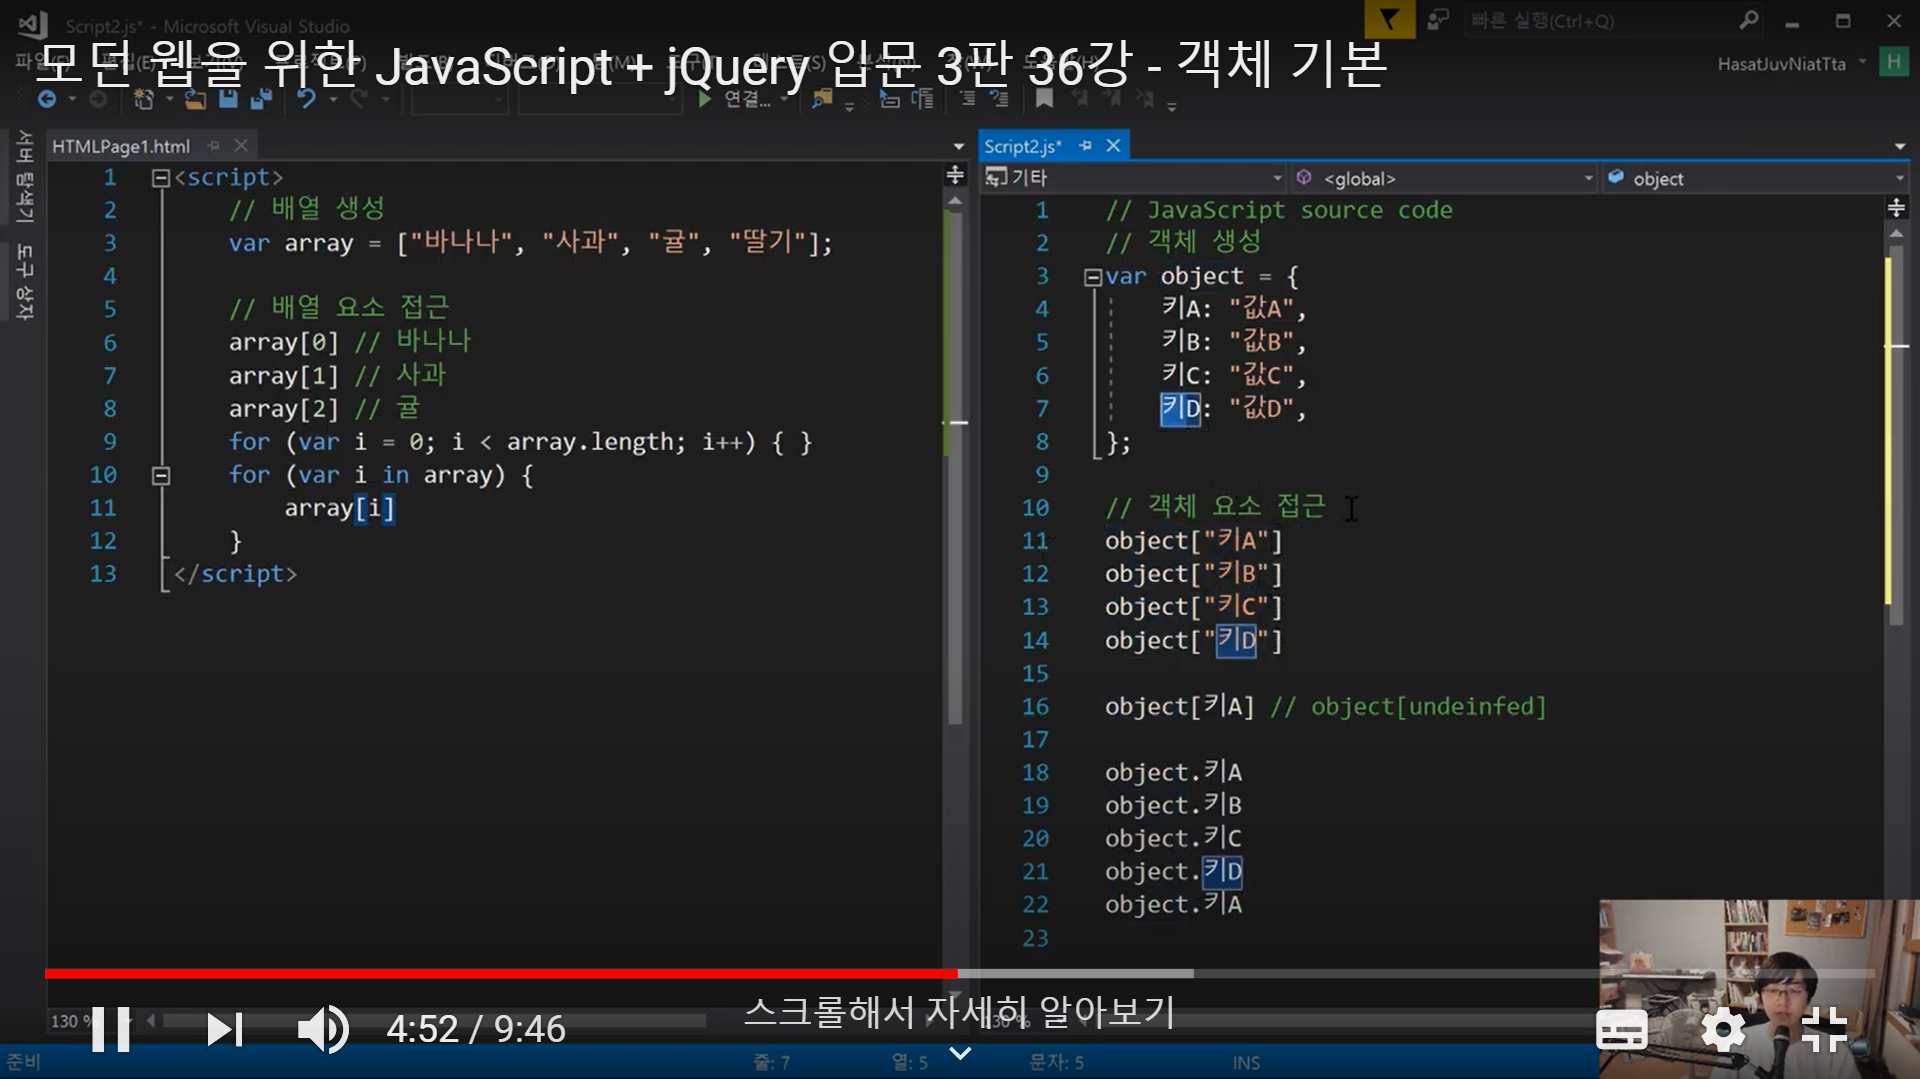 Script2.js* - Microsoft Visual Studio
빠른 실행(Ctrl+Q)
모던 웹을 위한 JavaScript + jQuery 입문 3판 36강 - 객체 기본
HasatJuvNiatTta
H
연결...
서버 탐색기
도구 상자
HTMLPage1.html
1 <script>
2 // 배열 생성
3 var array = ["바나나", "사과", "귤", "딸기"];
4
5 // 배열 요소 접근
6 array[0] // 바나나
7 array[1] // 사과
8 array[2] // 귤
9 for (var i = 0; i < array.length; i++) { }
10 for (var i in array) {
11 array[i]
12 }
13 </script>
Script2.js*
기타 <global> object
1 // JavaScript source code
2 // 객체 생성
3 var object = {
4 키A: "값A",
5 키B: "값B",
6 키C: "값C",
7 키D: "값D",
8 };
9
10 // 객체 요소 접근
11 object["키A"]
12 object["키B"]
13 object["키C"]
14 object["키D"]
15
16 object[키A] // object[undeinfed]
17
18 object.키A
19 object.키B
20 object.키C
21 object.키D
22 object.키A
23
130 %
4:52 / 9:46
스크롤해서 자세히 알아보기
준비 줄: 7 열: 5 문자: 5 INS